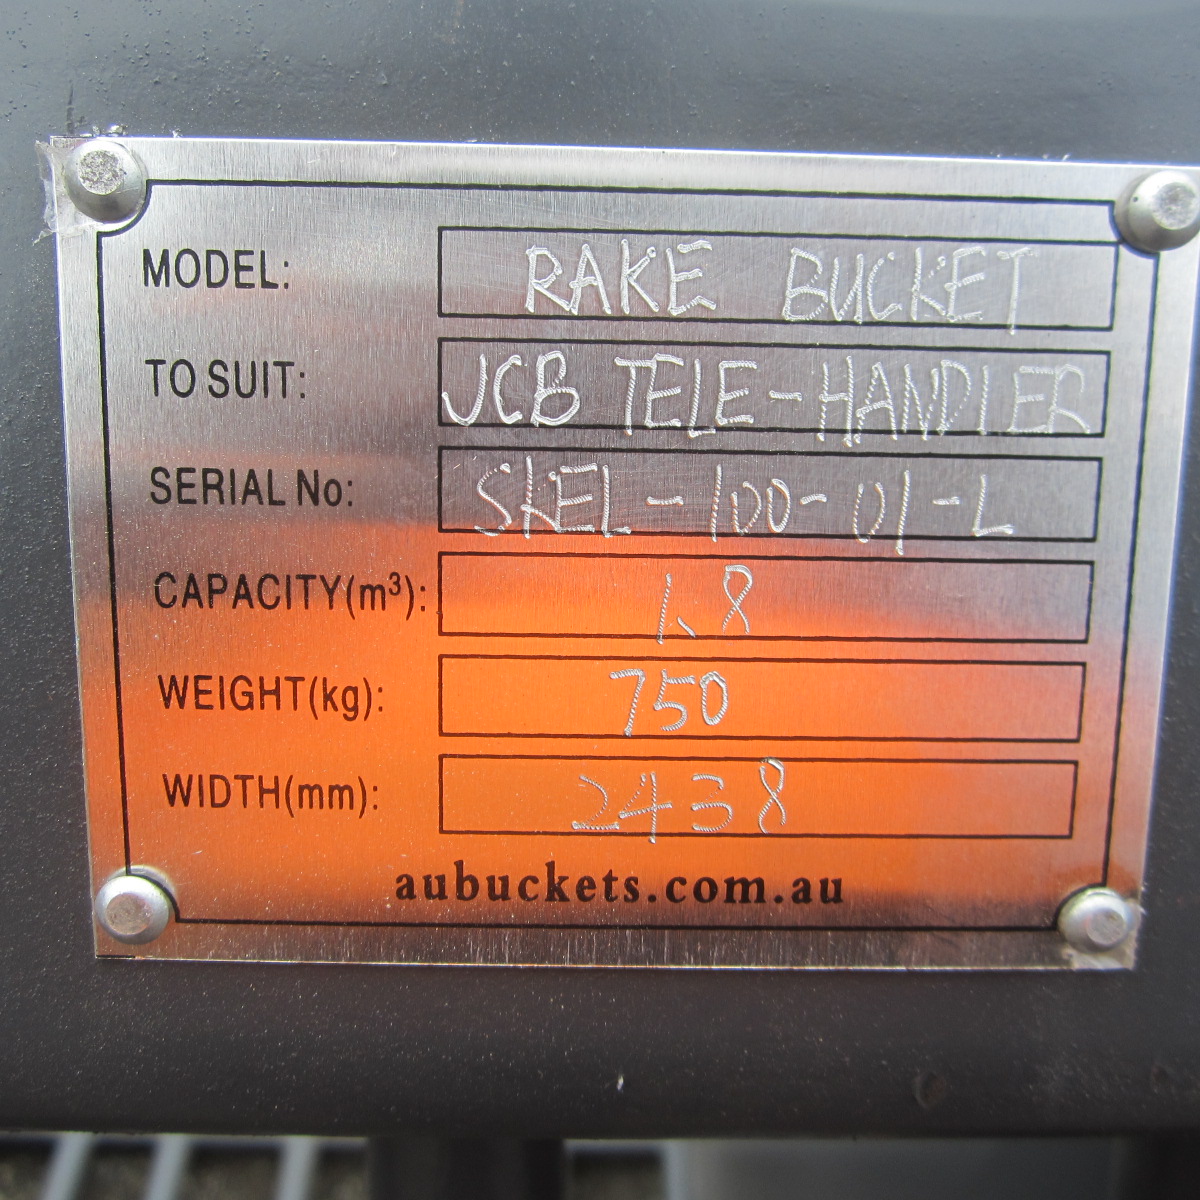 MODEL: RAKE BUCKET
TO SUIT: JCB TELE-HANDLER
SERIAL No: SKEL-100-01-L
CAPACITY(m³): 1.8
WEIGHT(kg): 750
WIDTH(mm): 2438
aubuckets.com.au